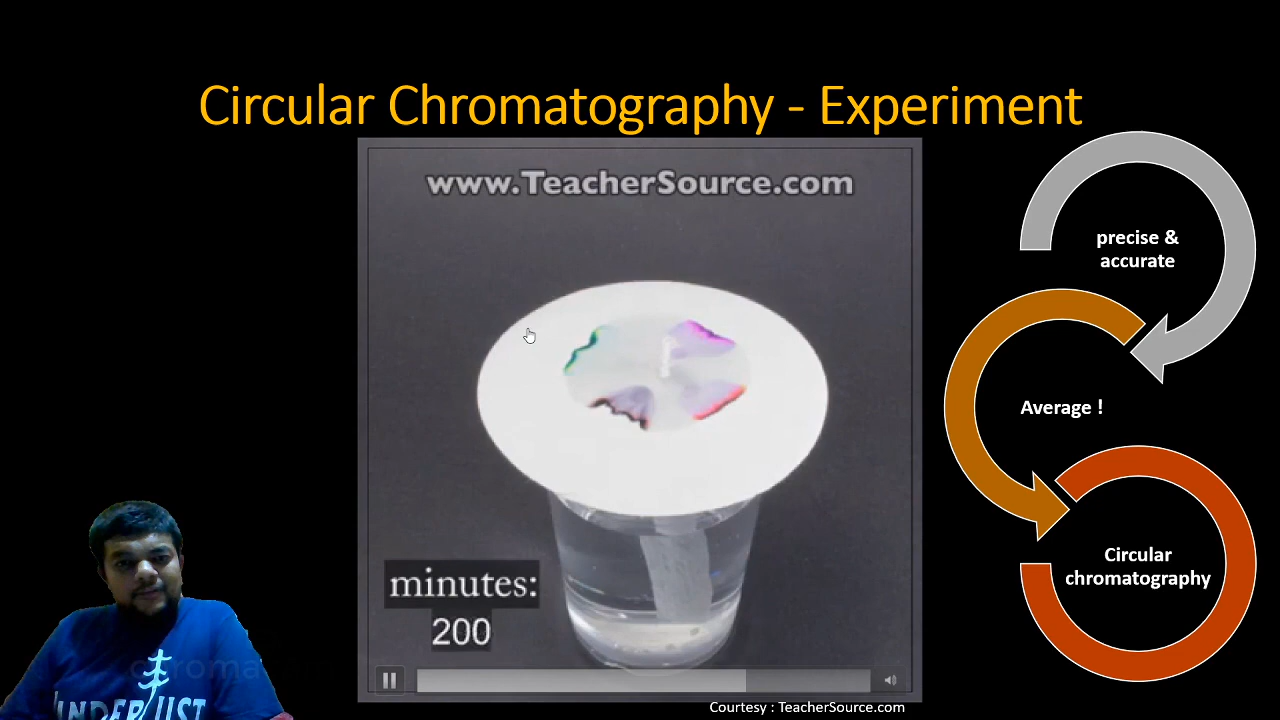 Circular Chromatography - Experiment
www.TeacherSource.com
precise &
accurate
Average !
Circular
chromatography
minutes:
200
Courtesy : TeacherSource.com